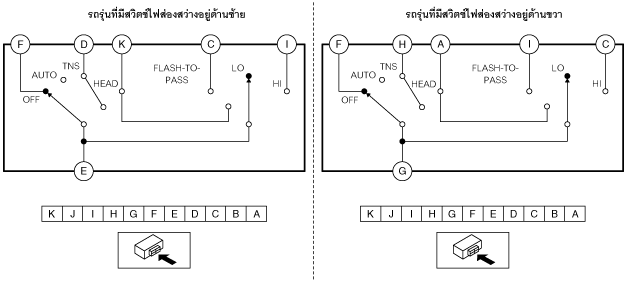 รถรุ่นที่มีสวิตช์ไฟส่องสว่างอยู่ด้านซ้าย
F D K C I
TNS
AUTO
HEAD
OFF
FLASH-TO-
PASS
LO
HI
E
K J I H G F E D C B A
รถรุ่นที่มีสวิตช์ไฟส่องสว่างอยู่ด้านขวา
F H A I C
TNS
AUTO
HEAD
OFF
FLASH-TO-
PASS
LO
HI
G
K J I H G F E D C B A